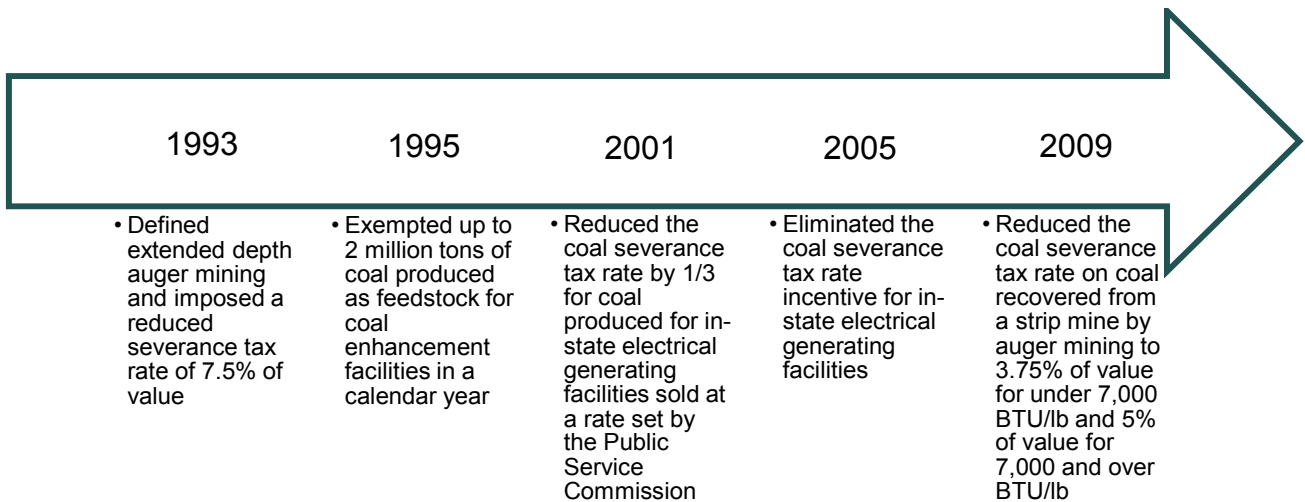 1993
1995
2001
2005
2009
• Defined
extended depth
auger mining
and imposed a
reduced
severance tax
rate of 7.5% of
value
• Exempted up to
2 million tons of
coal produced
as feedstock for
coal
enhancement
facilities in a
calendar year
• Reduced the
coal severance
tax rate by 1/3
for coal
produced for in-
state electrical
generating
facilities sold at
a rate set by
the Public
Service
Commission
• Eliminated the
coal severance
tax rate
incentive for in-
state electrical
generating
facilities
• Reduced the
coal severance
tax rate on coal
recovered from
a strip mine by
auger mining to
3.75% of value
for under 7,000
BTU/lb and 5%
of value for
7,000 and over
BTU/lb